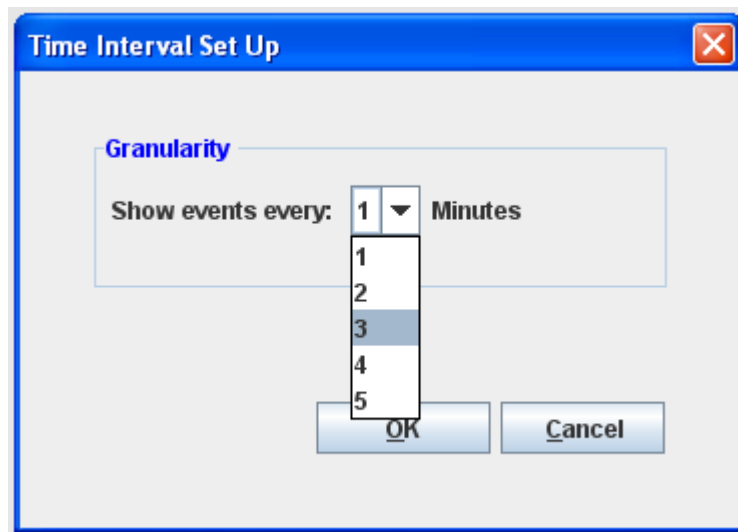 Time Interval Set Up
Granularity
Show events every: 1 Minutes
1
2
3
4
5
OK Cancel